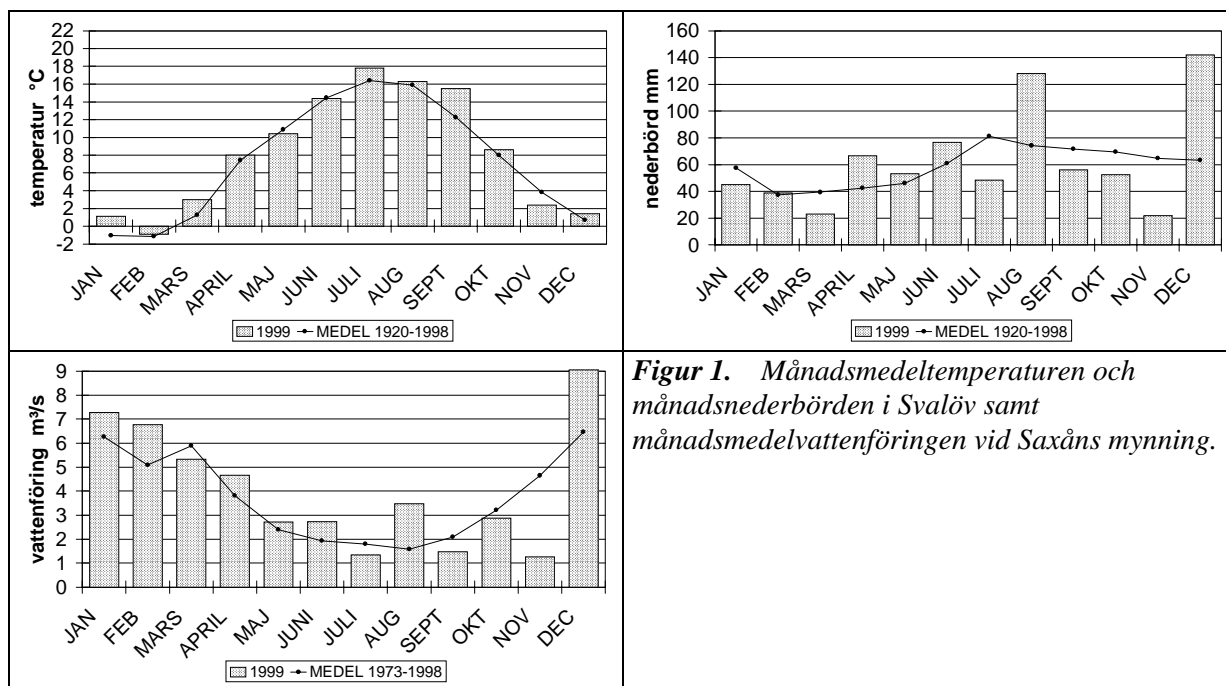 temperatur °C
22
20
18
16
14
12
10
8
6
4
2
0
-2
JAN FEB MARS APRIL MAJ JUNI JULI AUG SEPT OKT NOV DEC
1999 MEDEL 1920-1998
nederbörd mm
160
140
120
100
80
60
40
20
0
JAN FEB MARS APRIL MAJ JUNI JULI AUG SEPT OKT NOV DEC
1999 MEDEL 1920-1998
vattenföring m³/s
9
8
7
6
5
4
3
2
1
0
JAN FEB MARS APRIL MAJ JUNI JULI AUG SEPT OKT NOV DEC
1999 MEDEL 1973-1998
Figur 1. Månadsmedeltemperaturen och
månadsnederbörden i Svalöv samt
månadsmedelvattenföringen vid Saxåns mynning.